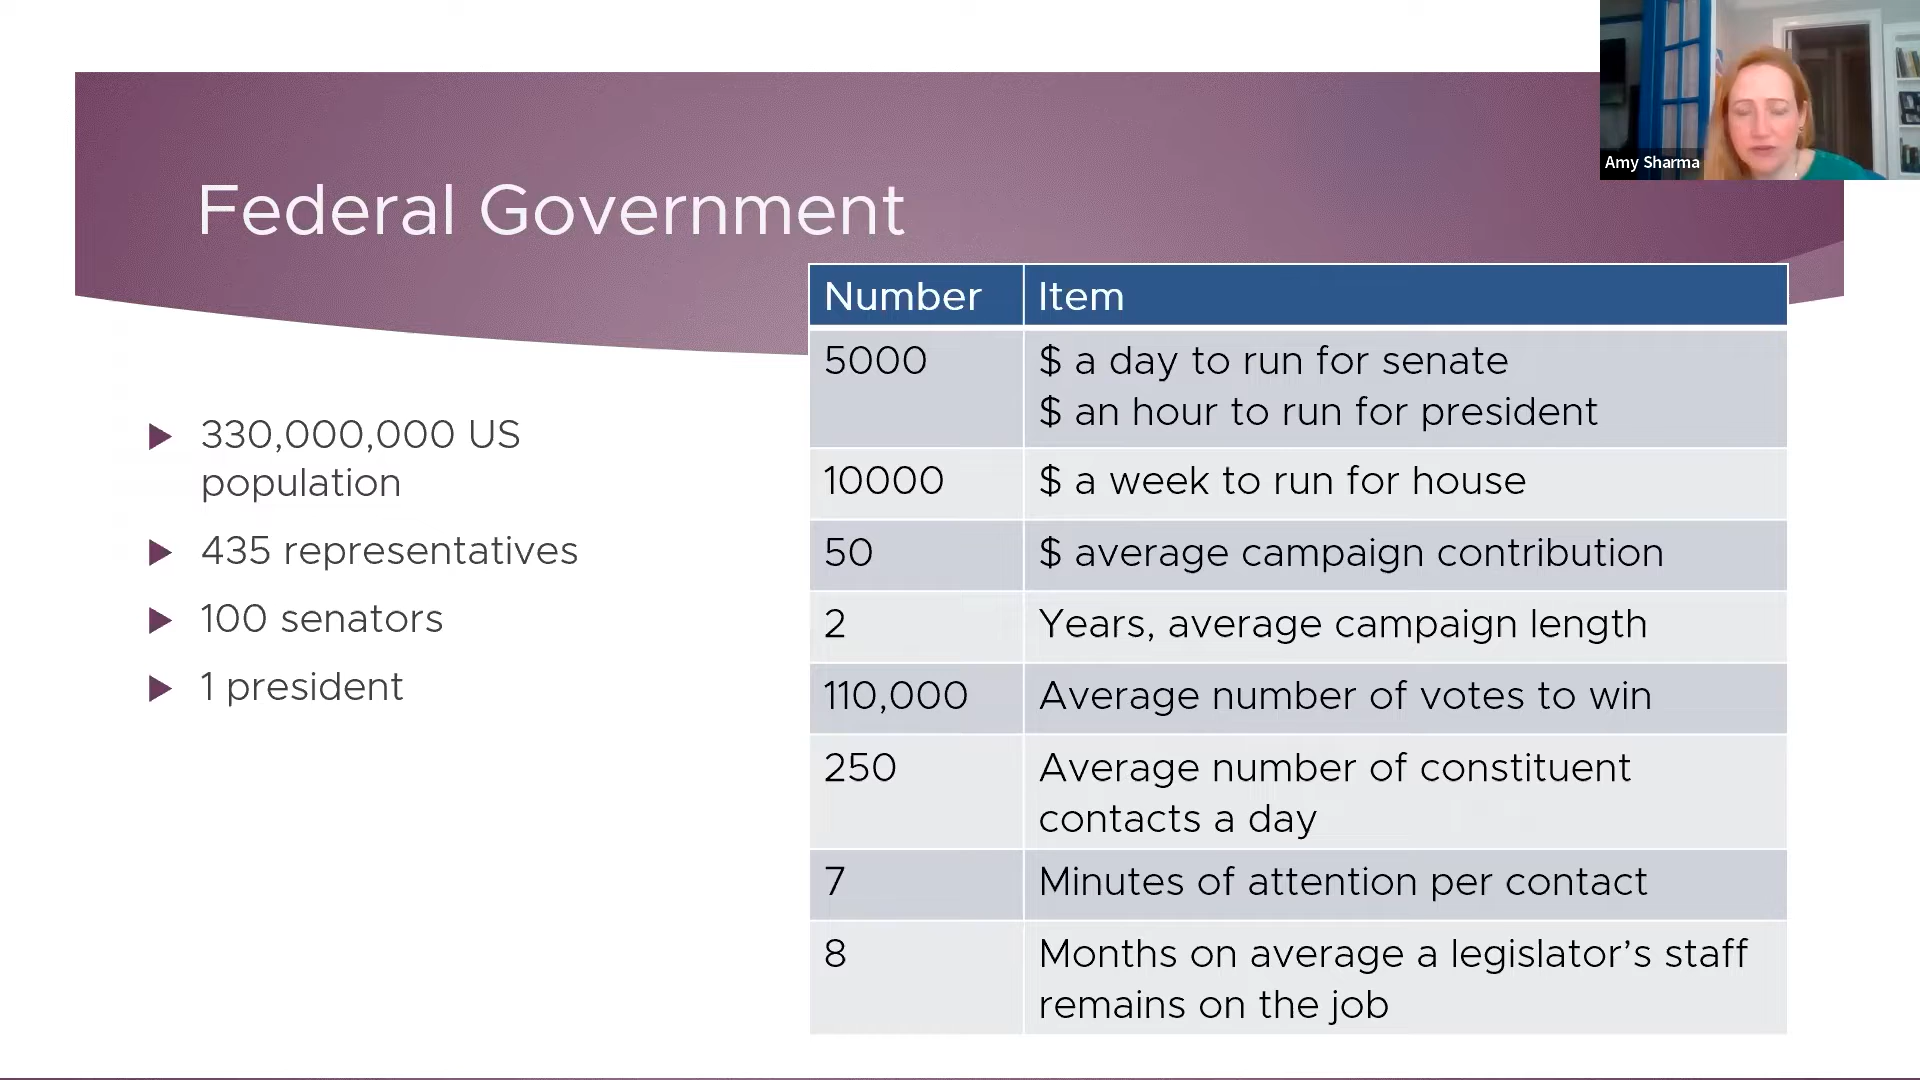 Amy Sharma
Federal Government
330,000,000 US
population
435 representatives
100 senators
1 president
Number Item
5000 $ a day to run for senate
$ an hour to run for president
10000 $ a week to run for house
50 $ average campaign contribution
2 Years, average campaign length
110,000 Average number of votes to win
250 Average number of constituent
contacts a day
7 Minutes of attention per contact
8 Months on average a legislator’s staff
remains on the job